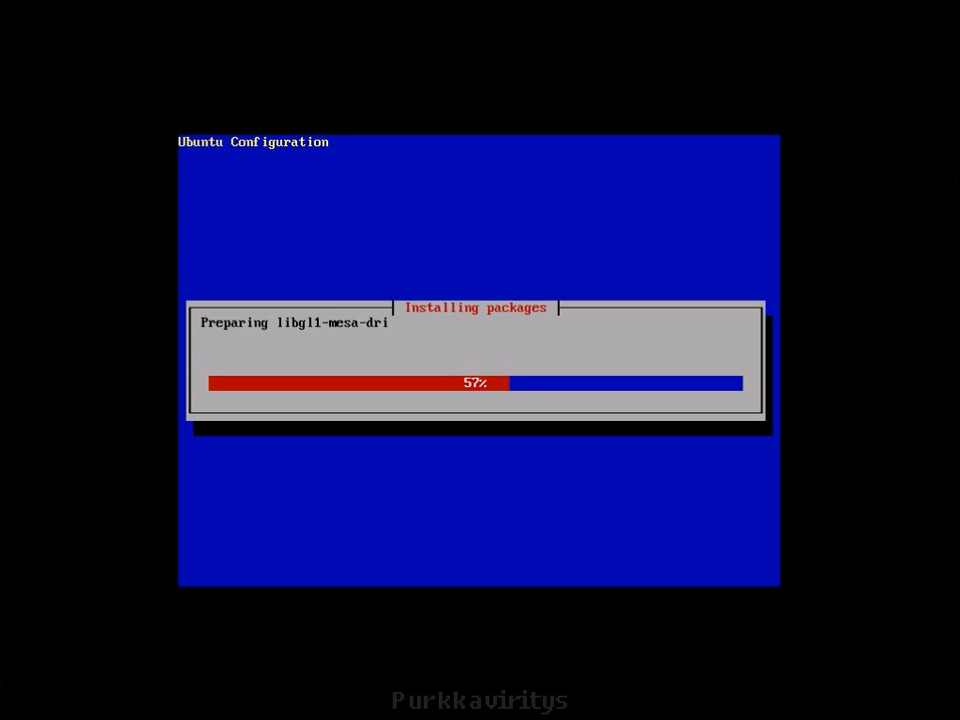 Ubuntu Configuration
Installing packages
Preparing libgl1-mesa-dri
57%
Purkkaviritys